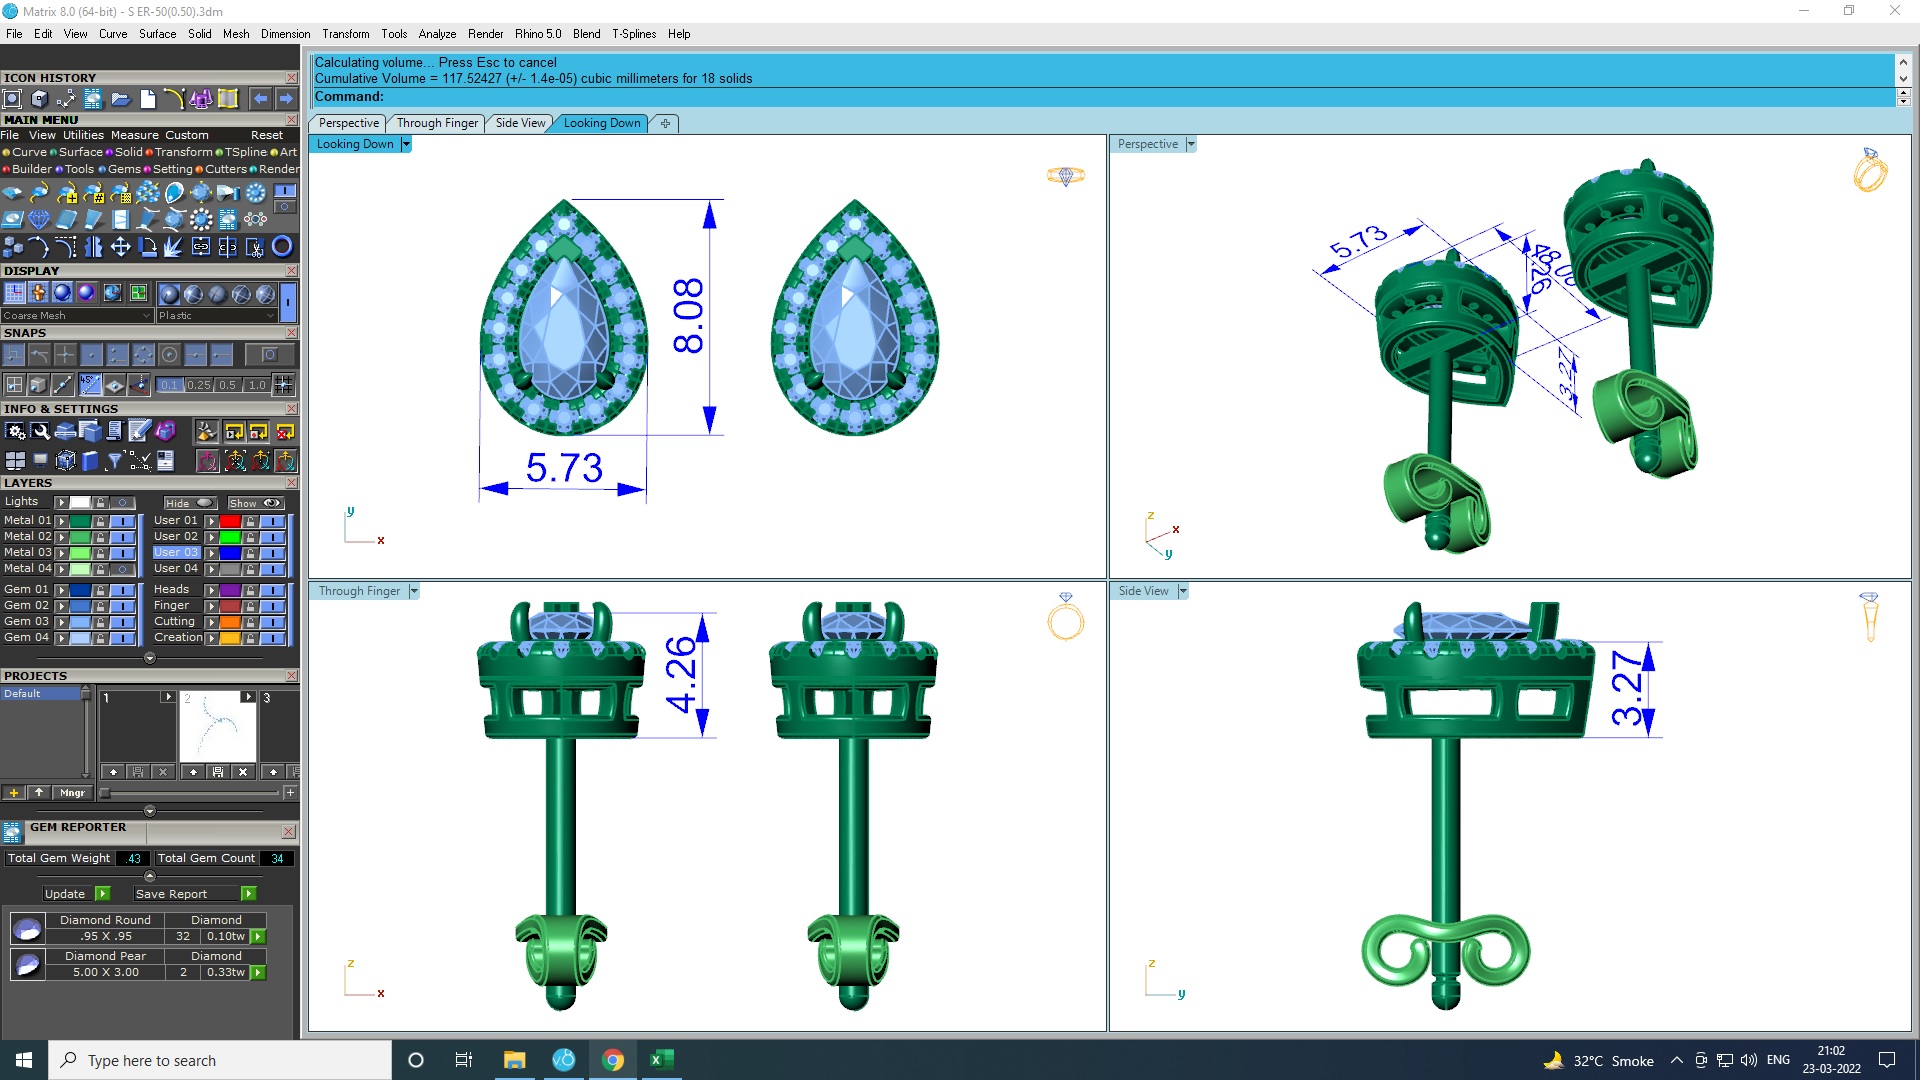 Matrix 8.0 (64-bit) - S ER-50(0.50).3dm
File Edit View Curve Surface Solid Mesh Dimension Transform Tools Analyze Render Rhino 5.0 Blend T-Splines Help
Calculating volume... Press Esc to cancel
Cumulative Volume = 117.52427 (+/- 1.4e-05) cubic millimeters for 18 solids
Command:
ICON HISTORY
MAIN MENU
File View Utilities Measure Custom Reset
Curve Surface Solid Transform TSpline Art
Builder Tools Gems Setting Cutters Render
DISPLAY
Coarse Mesh Plastic
SNAPS
45°
0.1 0.25 0.5 1.0
INFO & SETTINGS
LAYERS
Lights Hide Show
Metal 01 User 01
Metal 02 User 02
Metal 03 User 03
Metal 04 User 04
Gem 01 Heads
Gem 02 Finger
Gem 03 Cutting
Gem 04 Creation
PROJECTS
Default 1 2 3
Mngr
GEM REPORTER
Total Gem Weight .43 Total Gem Count 34
Update Save Report
Diamond Round Diamond
.95 X .95 32 0.10tw
Diamond Pear Diamond
5.00 X 3.00 2 0.33tw
Perspective Through Finger Side View Looking Down
Looking Down
8.08
5.73
y
x
Perspective
5.73
8.08
4.26
3.27
z
x
y
Through Finger
4.26
z
x
Side View
3.27
z
y
Type here to search
32°C Smoke ENG
21:02
23-03-2022